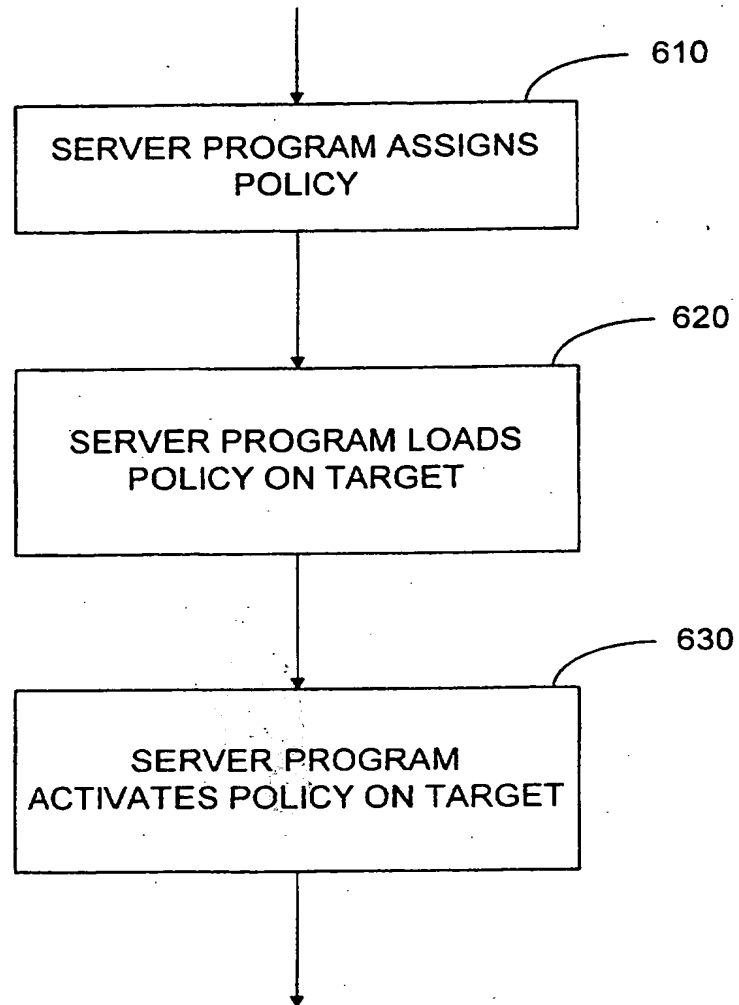 610
SERVER PROGRAM ASSIGNS
POLICY
620
SERVER PROGRAM LOADS
POLICY ON TARGET
630
SERVER PROGRAM
ACTIVATES POLICY ON TARGET